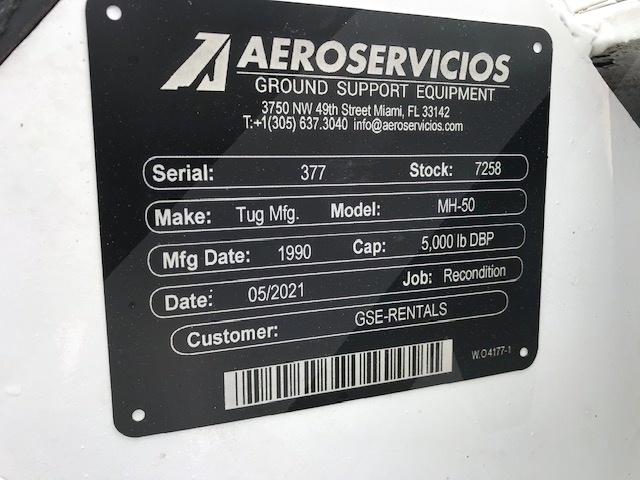 AEROSERVICIOS
GROUND SUPPORT EQUIPMENT
3750 NW 49th Street Miami, FL 33142
T:+1(305) 637.3040 info@aeroservicios.com
Serial: 377 Stock: 7258
Make: Tug Mfg. Model: MH-50
Mfg Date: 1990 Cap: 5,000 lb DBP
Date: 05/2021 Job: Recondition
Customer: GSE-RENTALS
W.O4177-1